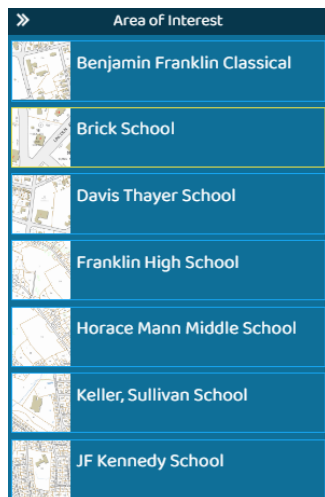 Area of Interest
Benjamin Franklin Classical
Brick School
Davis Thayer School
Franklin High School
Horace Mann Middle School
Keller, Sullivan School
JF Kennedy School